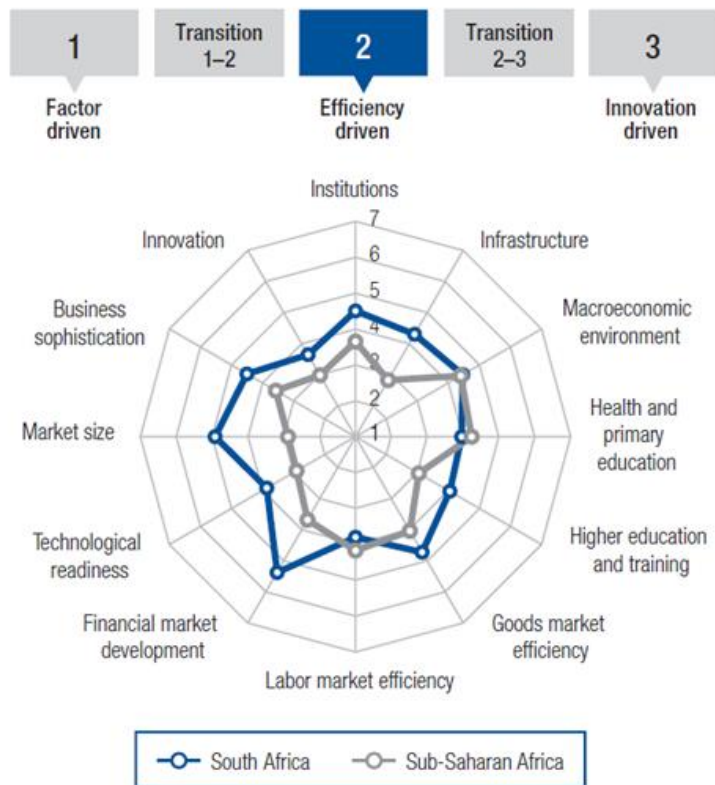 1
Transition
1–2
2
Transition
2–3
3
Factor
driven
Efficiency
driven
Innovation
driven
Institutions
Innovation
Infrastructure
Business
sophistication
Macroeconomic
environment
Market size
Health and
primary
education
Technological
readiness
Higher education
and training
Financial market
development
Goods market
efficiency
Labor market efficiency
7
6
5
4
3
2
1
South Africa
Sub-Saharan Africa